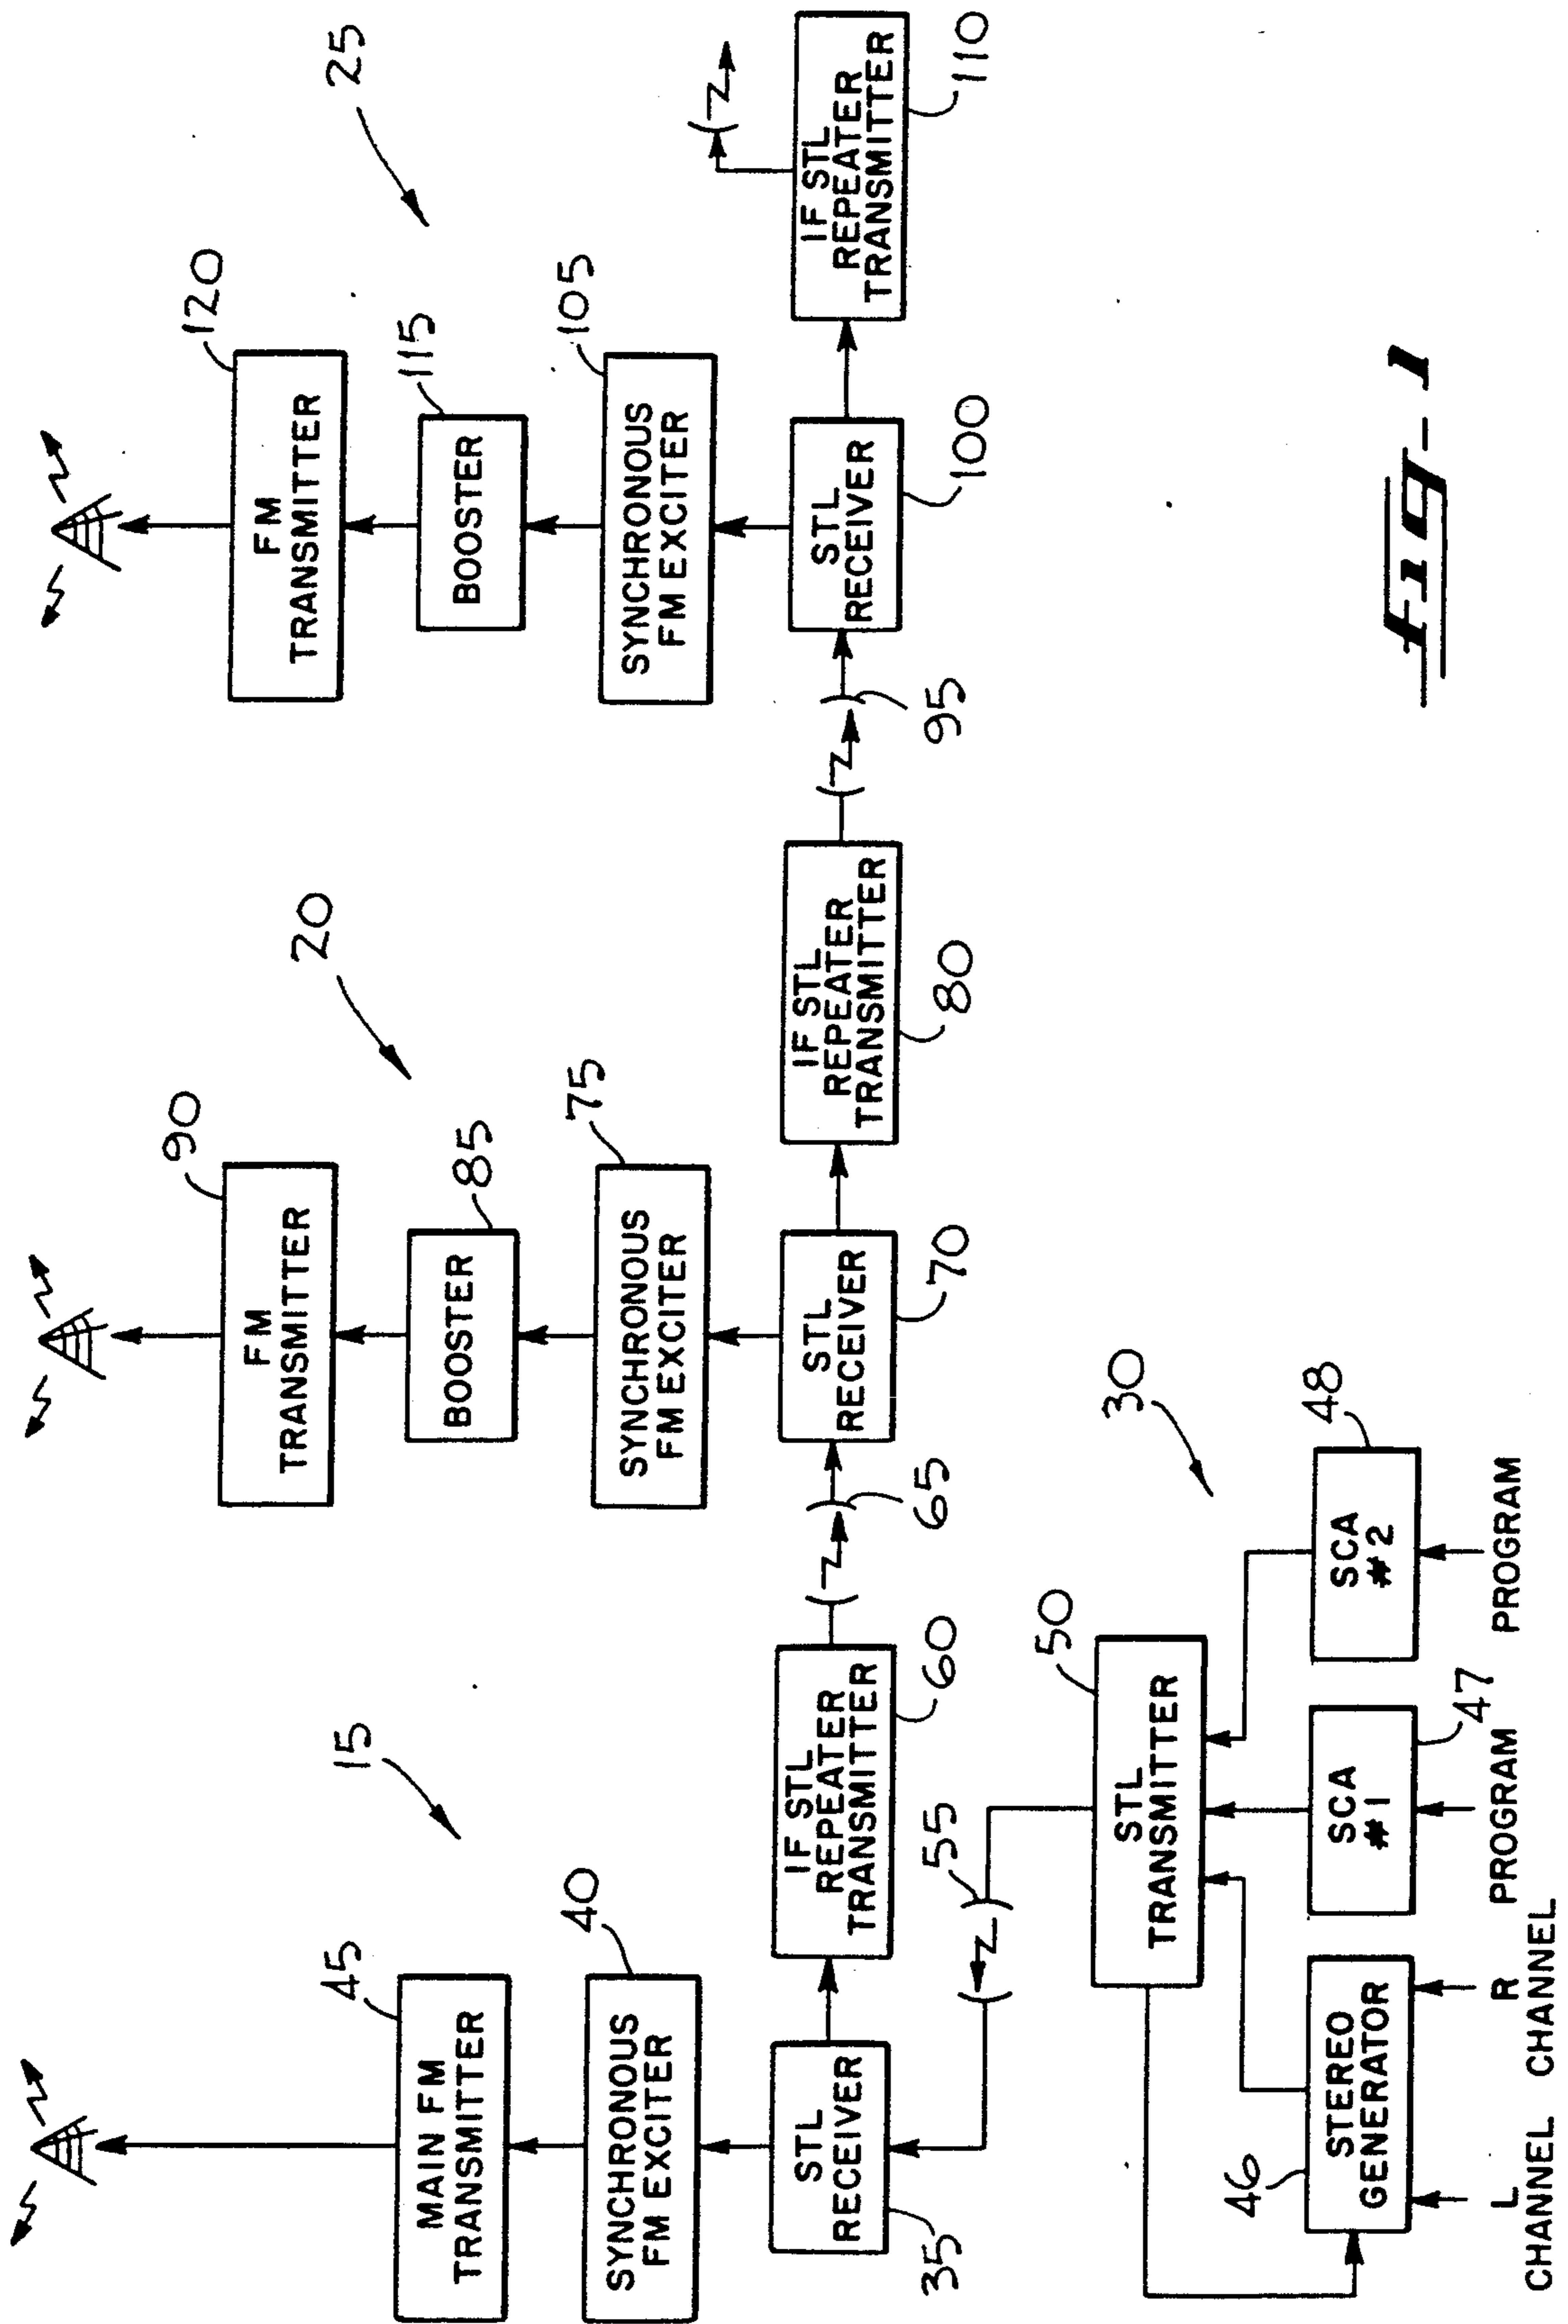 15
20
25
45
MAIN FM
TRANSMITTER
40
SYNCHRONOUS
FM EXCITER
STL
RECEIVER
35
IF STL
REPEATER
TRANSMITTER
60
65
90
FM
TRANSMITTER
85
BOOSTER
75
SYNCHRONOUS
FM EXCITER
STL
RECEIVER
70
IF STL
REPEATER
TRANSMITTER
80
95
120
FM
TRANSMITTER
115
BOOSTER
105
SYNCHRONOUS
FM EXCITER
STL
RECEIVER
100
IF STL
REPEATER
TRANSMITTER
110
30
55
50
STL
TRANSMITTER
46
STEREO
GENERATOR
SCA
#1
47
SCA
#2
48
L
CHANNEL
R
CHANNEL
PROGRAM
PROGRAM
fig-1